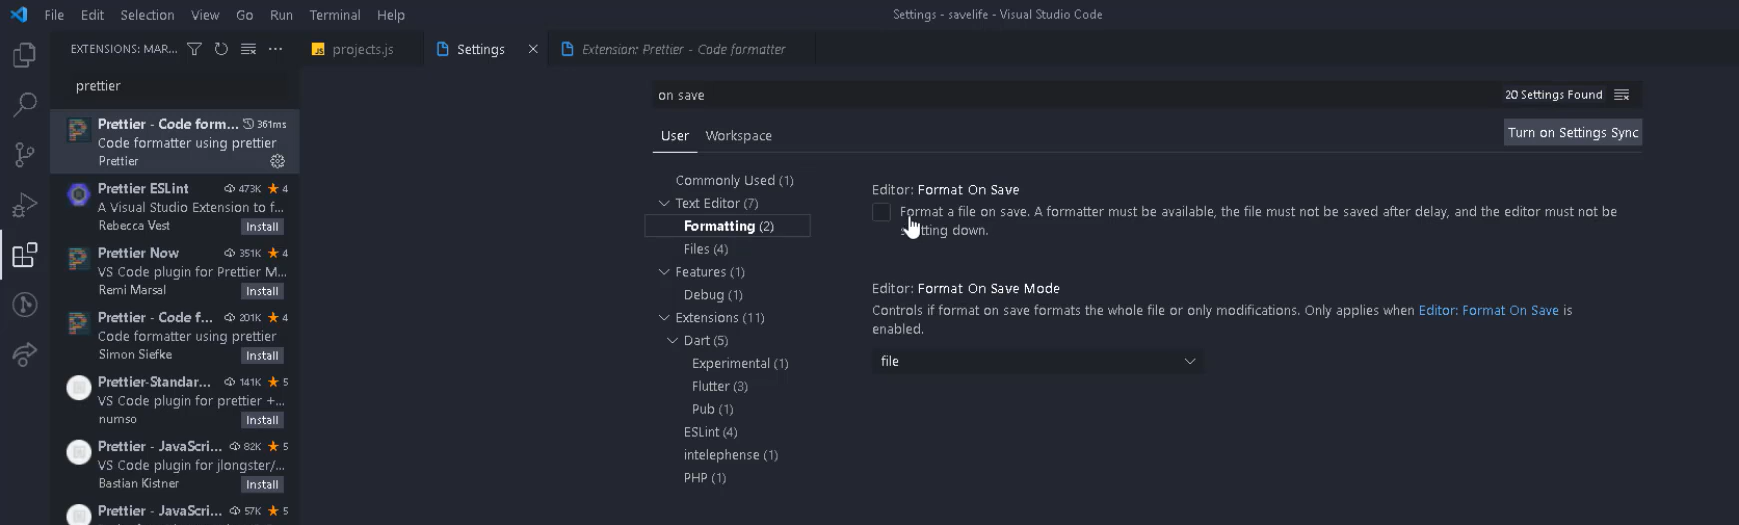 File Edit Selection View Go Run Terminal Help
Settings - savelife - Visual Studio Code
EXTENSIONS: MAR...
projects.js
Settings
Extension: Prettier - Code formatter
prettier
Prettier - Code form... 361ms
Code formatter using prettier
Prettier
Prettier ESLint 473K 4
A Visual Studio Extension to f...
Rebecca Vest Install
Prettier Now 351K 4
VS Code plugin for Prettier M...
Remi Marsal Install
Prettier - Code f... 201K 4
Code formatter using prettier
Simon Siefke Install
Prettier-Standar... 141K 5
VS Code plugin for prettier +...
numso Install
Prettier - JavaScri... 82K 5
VS Code plugin for jlongster/...
Bastian Kistner Install
Prettier - JavaScri... 57K 5
on save
20 Settings Found
User Workspace
Turn on Settings Sync
Commonly Used (1)
Text Editor (7)
Formatting (2)
Files (4)
Features (1)
Debug (1)
Extensions (11)
Dart (5)
Experimental (1)
Flutter (3)
Pub (1)
ESLint (4)
intelephense (1)
PHP (1)
Editor: Format On Save
Format a file on save. A formatter must be available, the file must not be saved after delay, and the editor must not be
down.
Editor: Format On Save Mode
Controls if format on save formats the whole file or only modifications. Only applies when Editor: Format On Save is
enabled.
file